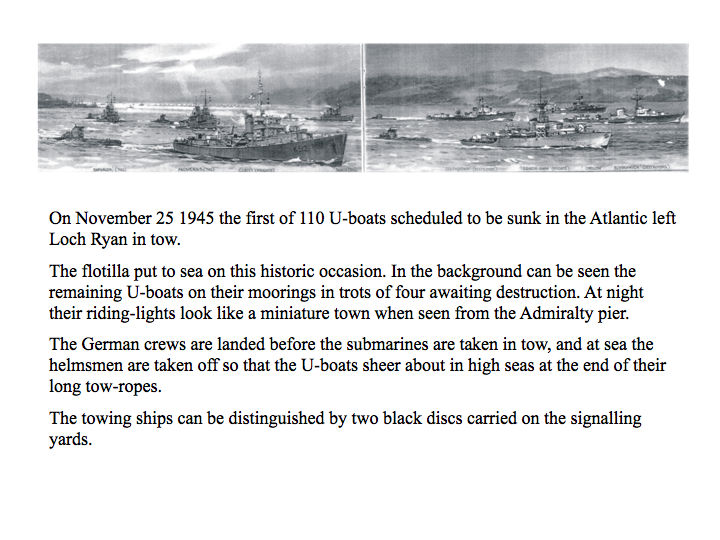 On November 25 1945 the first of 110 U-boats scheduled to be sunk in the Atlantic left
Loch Ryan in tow.
The flotilla put to sea on this historic occasion. In the background can be seen the
remaining U-boats on their moorings in trots of four awaiting destruction. At night
their riding-lights look like a miniature town when seen from the Admiralty pier.
The German crews are landed before the submarines are taken in tow, and at sea the
helmsmen are taken off so that the U-boats sheer about in high seas at the end of their
long tow-ropes.
The towing ships can be distinguished by two black discs carried on the signalling
yards.